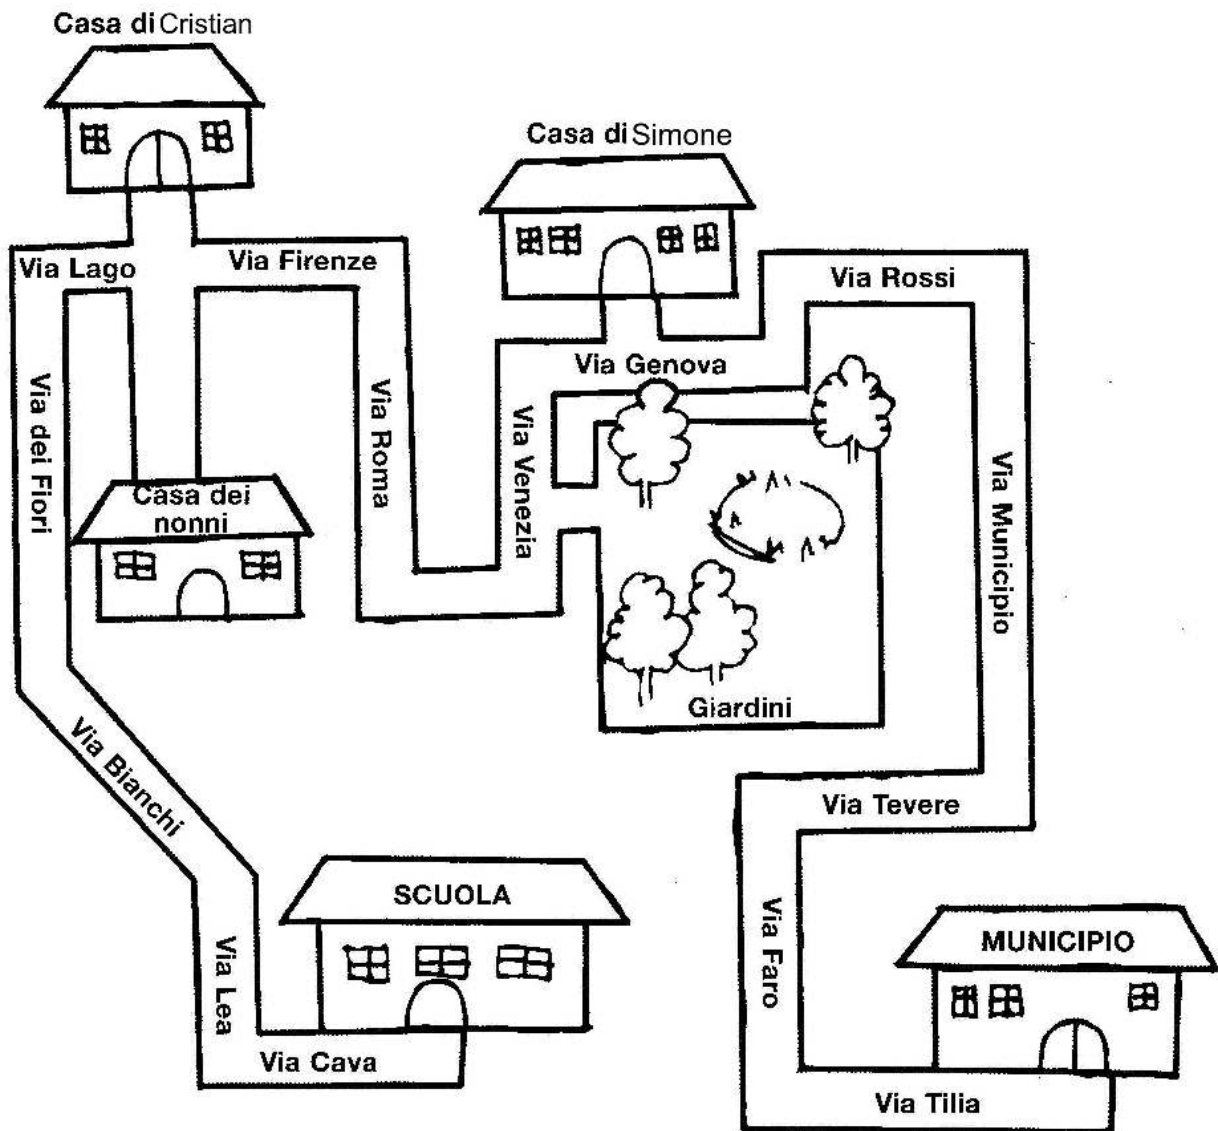 Casa di Cristian
Casa di Simone
Via Lago
Via Firenze
Via Rossi
Via Genova
Via dei Fiori
Via Roma
Via Venezia
Via Municipio
Casa dei
nonni
Giardini
Via Bianchi
Via Tevere
SCUOLA
Via Lea
Via Faro
MUNICIPIO
Via Cava
Via Tilia